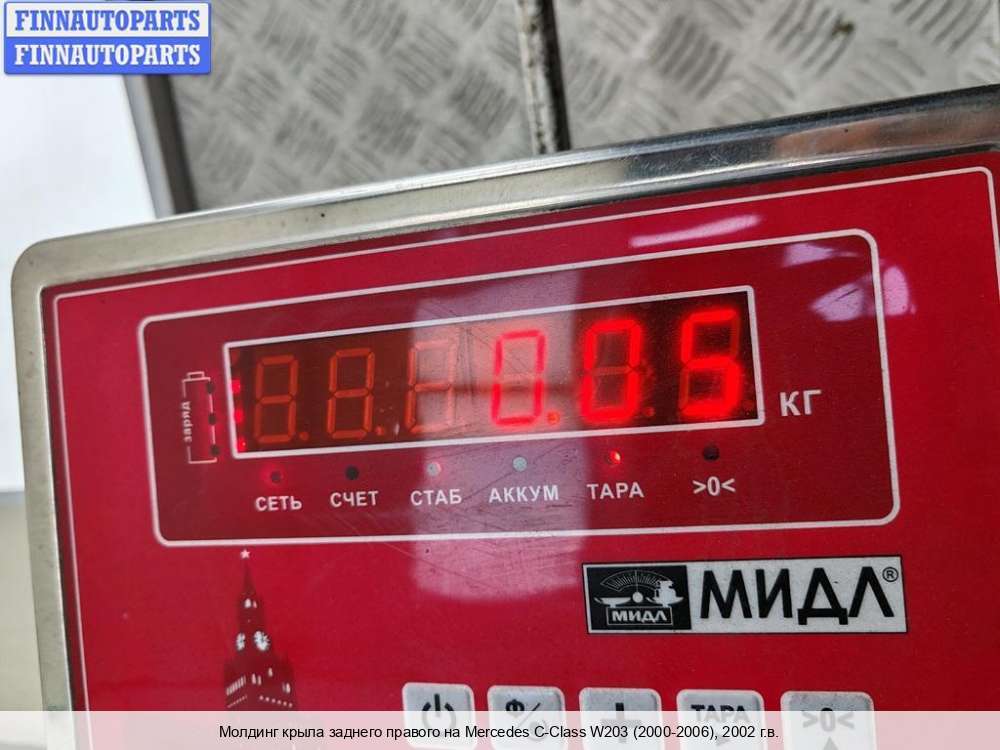 FINNAUTOPARTS
FINNAUTOPARTS
заряд
0.05
КГ
СЕТЬ СЧЕТ СТАБ АККУМ ТАРА >0<
МИДЛ
МИДЛ®
ТАРА >0<
Молдинг крыла заднего правого на Mercedes C-Class W203 (2000-2006), 2002 г.в.